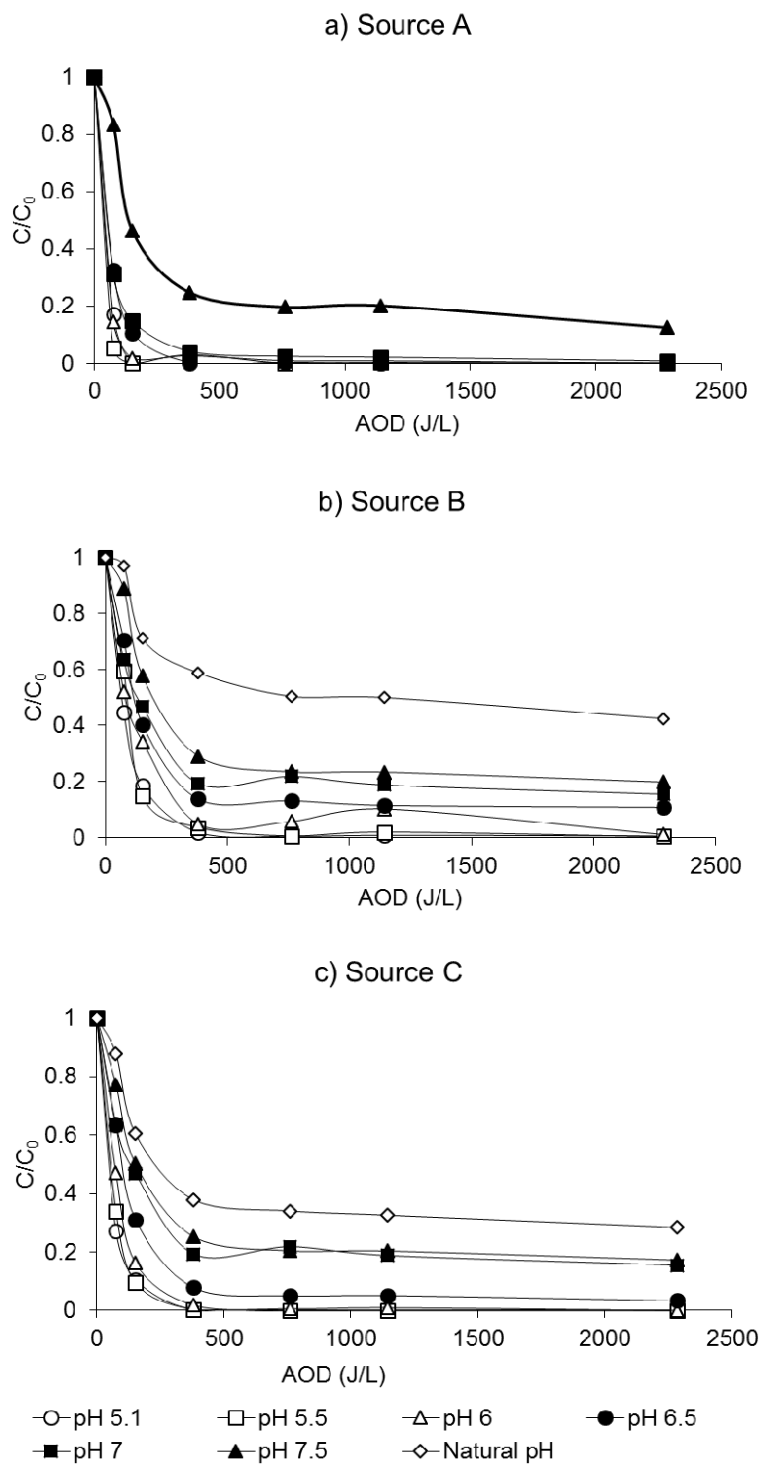 a) Source A
1
0.8
0.6
0.4
0.2
0
C/C0
0 500 1000 1500 2000 2500
AOD (J/L)
b) Source B
1
0.8
0.6
0.4
0.2
0
C/C0
0 500 1000 1500 2000 2500
AOD (J/L)
c) Source C
1
0.8
0.6
0.4
0.2
0
C/C0
0 500 1000 1500 2000 2500
AOD (J/L)
pH 5.1 pH 5.5 pH 6 pH 6.5
pH 7 pH 7.5 Natural pH